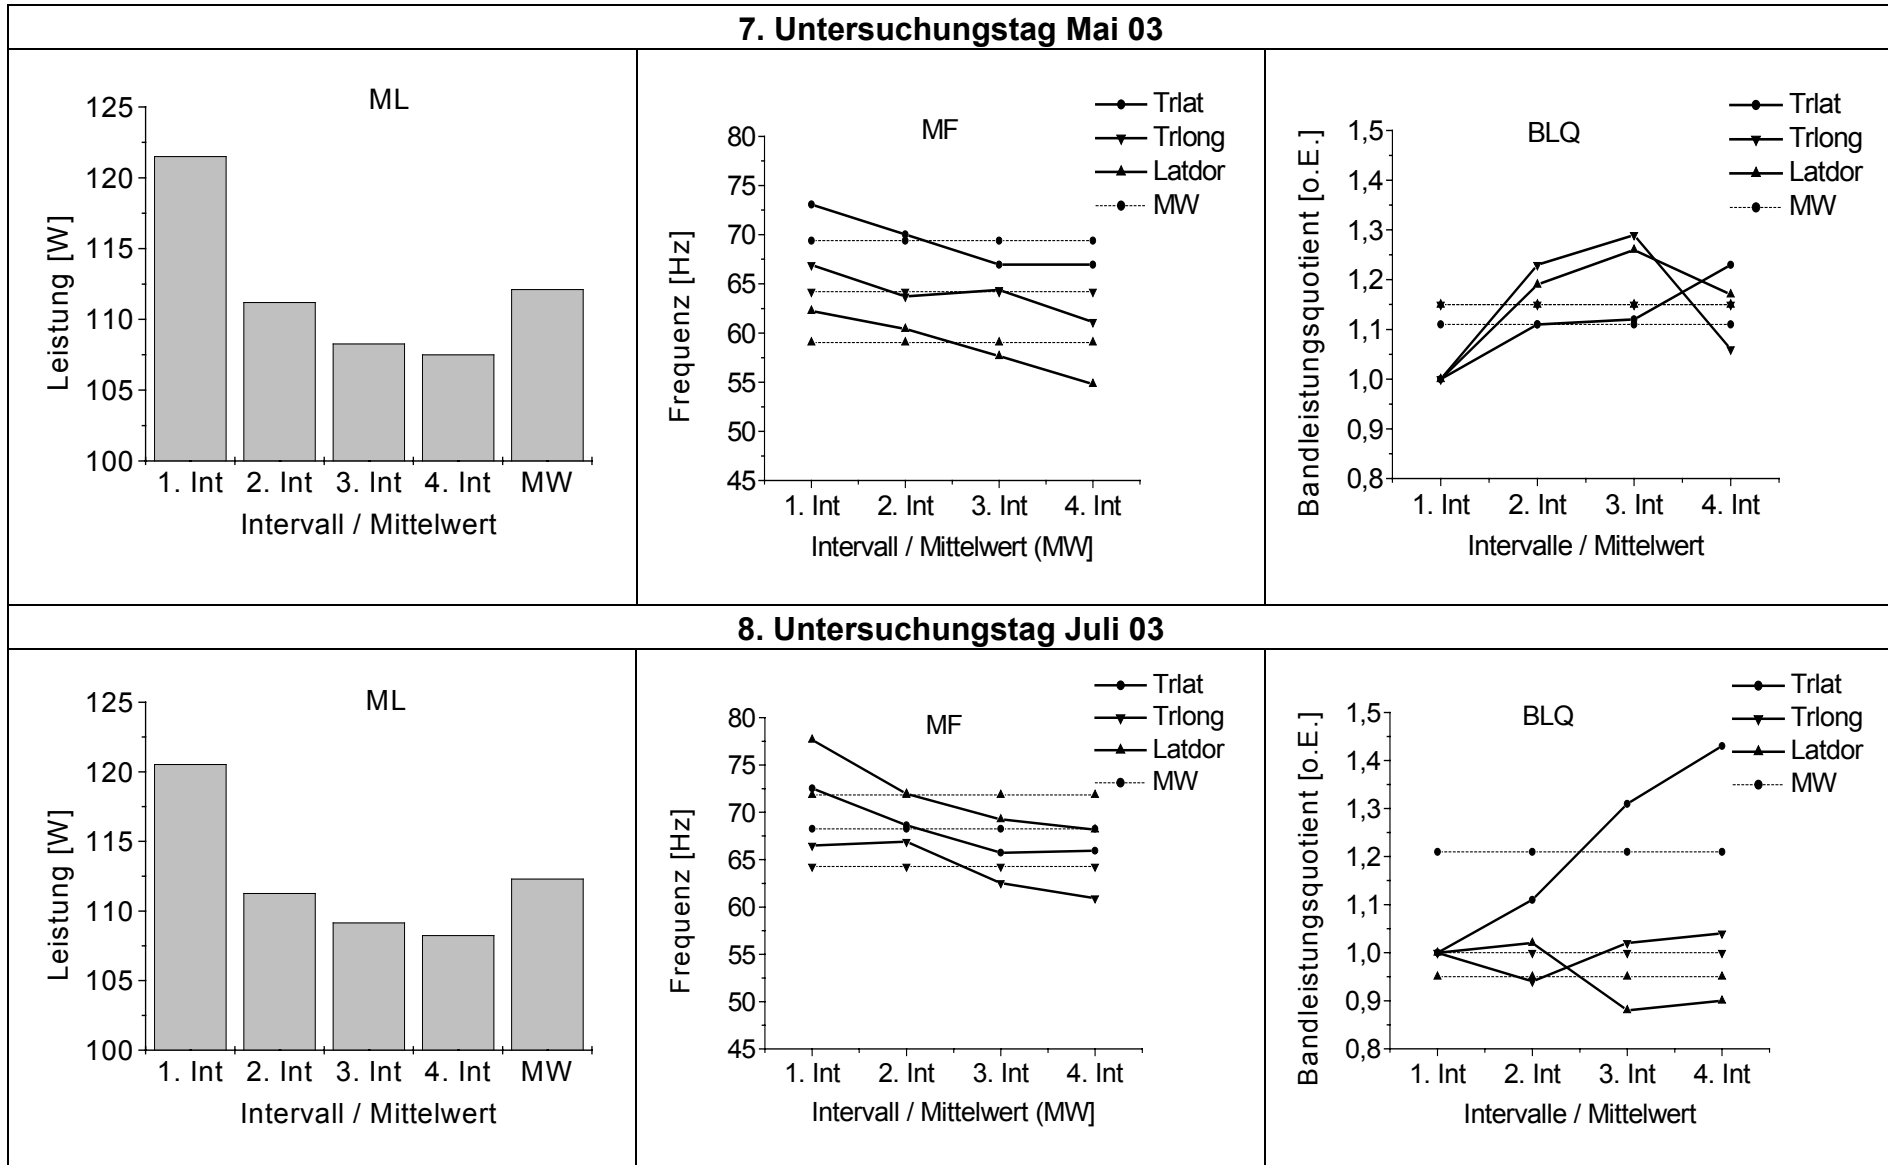 7. Untersuchungstag Mai 03
ML
125
120
115
110
105
100
Leistung [W]
1. Int 2. Int 3. Int 4. Int MW
Intervall / Mittelwert
MF
Trlat
Trlong
Latdor
MW
80
75
70
65
60
55
50
45
Frequenz [Hz]
1. Int 2. Int 3. Int 4. Int
Intervall / Mittelwert (MW]
BLQ
Trlat
Trlong
Latdor
MW
1,5
1,4
1,3
1,2
1,1
1,0
0,9
0,8
Bandleistungsquotient [o.E.]
1. Int 2. Int 3. Int 4. Int
Intervalle / Mittelwert
8. Untersuchungstag Juli 03
ML
125
120
115
110
105
100
Leistung [W]
1. Int 2. Int 3. Int 4. Int MW
Intervall / Mittelwert
MF
Trlat
Trlong
Latdor
MW
80
75
70
65
60
55
50
45
Frequenz [Hz]
1. Int 2. Int 3. Int 4. Int
Intervall / Mittelwert (MW]
BLQ
Trlat
Trlong
Latdor
MW
1,5
1,4
1,3
1,2
1,1
1,0
0,9
0,8
Bandleistungsquotient [o.E.]
1. Int 2. Int 3. Int 4. Int
Intervalle / Mittelwert